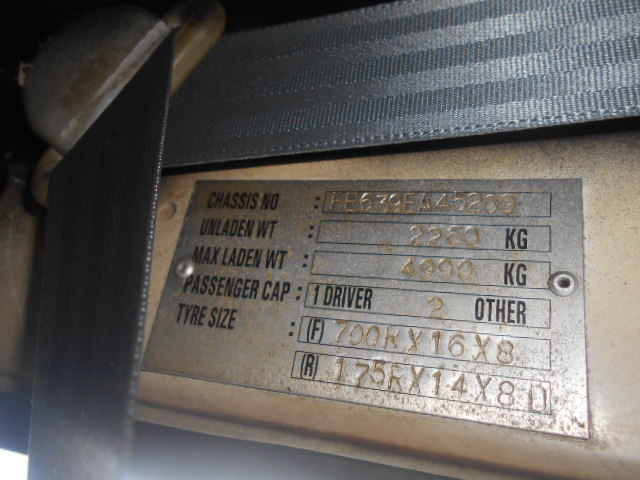 CHASSIS NO : FE639EA45209
UNLADEN WT : 2260 KG
MAX LADEN WT : 4990 KG
PASSENGER CAP : 1 DRIVER 2 OTHER
TYRE SIZE : (F) 700RX16X8
(R) 175RX14X8 D